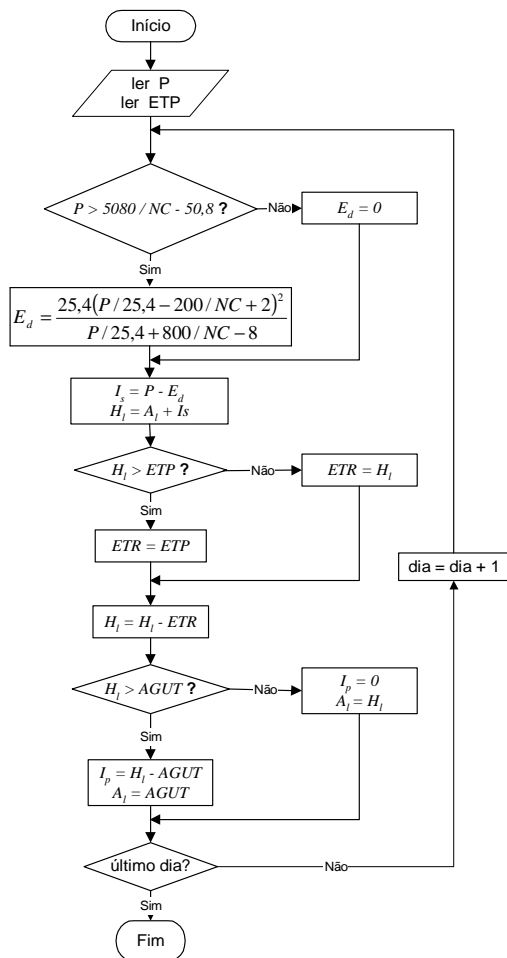 Início
ler P
ler ETP
P > 5080 / NC - 50,8 ?
Não
E_d = 0
Sim
E_d = \frac{25,4(P/25,4 - 200/NC + 2)^2}{P/25,4 + 800/NC - 8}
I_s = P - E_d
H_l = A_l + Is
H_l > ETP ?
Não
ETR = H_l
Sim
ETR = ETP
dia = dia + 1
H_l = H_l - ETR
H_l > AGUT ?
Não
I_p = 0
A_l = H_l
Sim
I_p = H_l - AGUT
A_l = AGUT
último dia?
Não
Sim
Fim